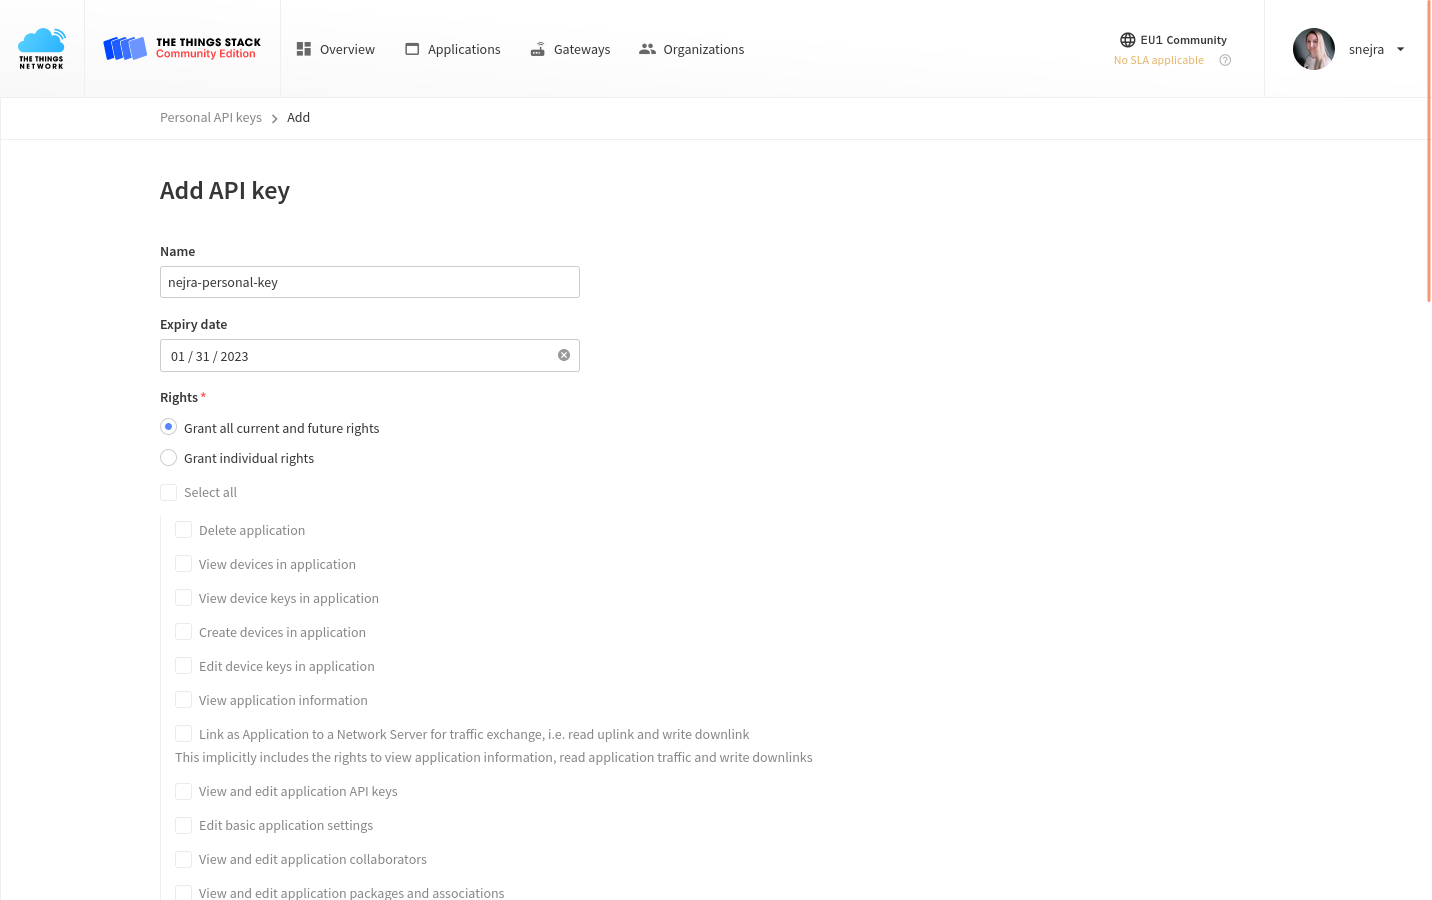 THE THINGS
NETWORK
THE THINGS STACK
Community Edition
Overview
Applications
Gateways
Organizations
EU1 Community
No SLA applicable
snejra
Personal API keys
Add
Add API key
Name
nejra-personal-key
Expiry date
01 / 31 / 2023
Rights *
Grant all current and future rights
Grant individual rights
Select all
Delete application
View devices in application
View device keys in application
Create devices in application
Edit device keys in application
View application information
Link as Application to a Network Server for traffic exchange, i.e. read uplink and write downlink
This implicitly includes the rights to view application information, read application traffic and write downlinks
View and edit application API keys
Edit basic application settings
View and edit application collaborators
View and edit application packages and associations